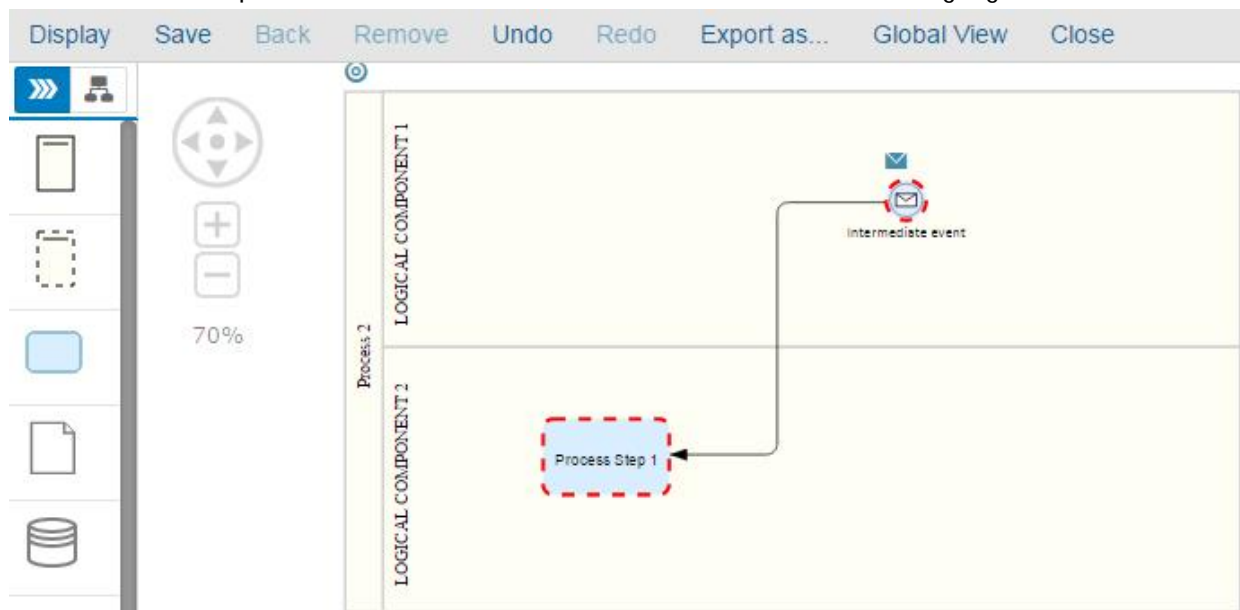 Display Save Back Remove Undo Redo Export as... Global View Close
70%
Process 2
LOGICAL COMPONENT 1
Intermediate event
LOGICAL COMPONENT 2
Process Step 1